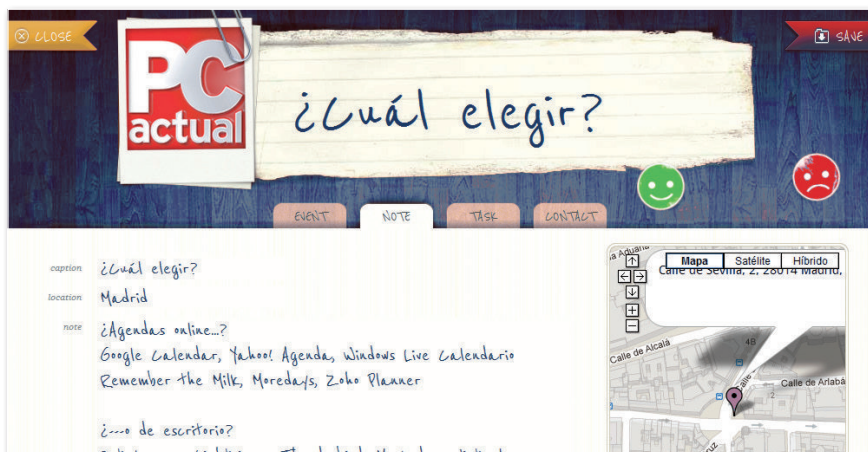 CLOSE
SAVE
PC
actual
¿Cuál elegir?
EVENT
NOTE
TASK
CONTACT
caption ¿Cuál elegir?
location Madrid
note ¿Agendas online...?
Google Calendar, Yahoo! Agenda, Windows Live Calendario
Remember the Milk, Moredays, Zoho Planner
¿...o de escritorio?
Mapa
Satélite
Híbrido
Calle de Sevilla, 2, 28014 Madrid,
Calle de Alcalá
4B
2
Calle de Arlabá